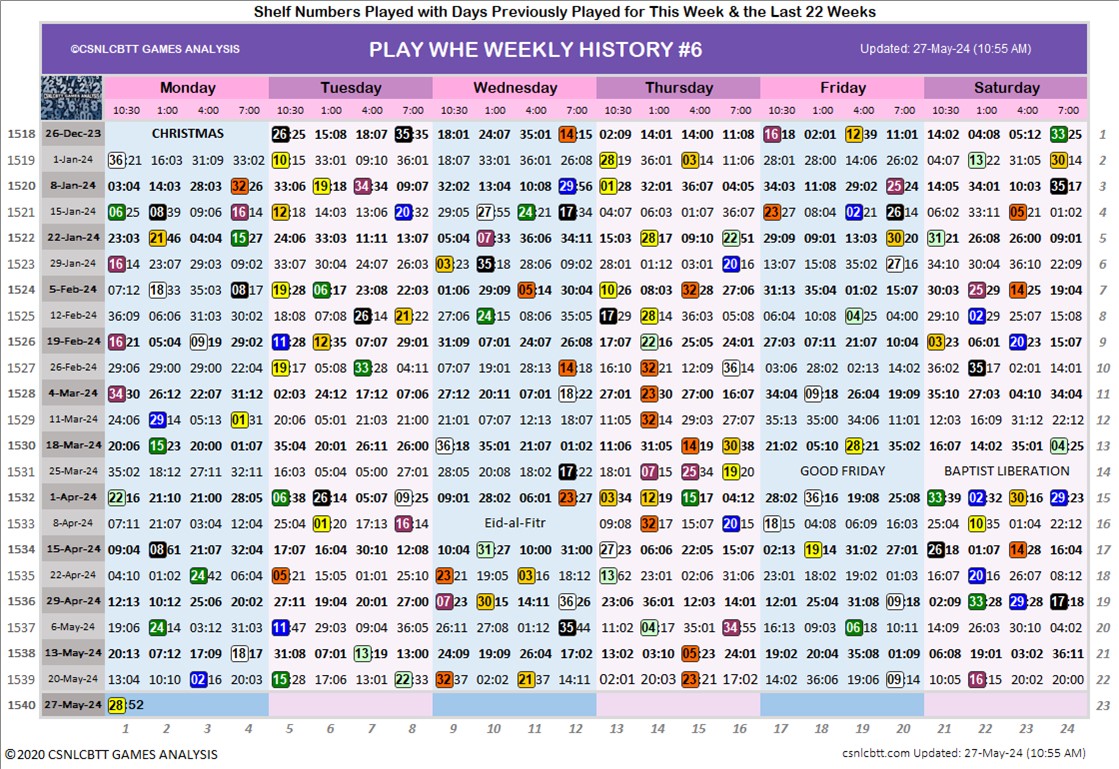 Shelf Numbers Played with Days Previously Played for This Week & the Last 22 Weeks
©CSNLCBTT GAMES ANALYSIS PLAY WHE WEEKLY HISTORY #6 Updated: 27-May-24 (10:55 AM)
Monday Tuesday Wednesday Thursday Friday Saturday
10:30 1:00 4:00 7:00 10:30 1:00 4:00 7:00 10:30 1:00 4:00 7:00 10:30 1:00 4:00 7:00 10:30 1:00 4:00 7:00 10:30 1:00 4:00 7:00
1518 26-Dec-23 CHRISTMAS 26:25 15:08 18:07 35:35 18:01 24:07 35:01 14:15 02:09 14:01 14:00 11:08 16:18 02:01 12:39 11:01 14:02 04:08 05:12 33:25 1
1519 1-Jan-24 36:21 16:03 31:09 33:02 10:15 33:01 09:10 36:01 18:07 33:01 36:01 26:08 28:19 36:01 03:14 11:06 28:01 28:00 14:06 26:02 04:07 13:22 31:05 30:14 2
1520 8-Jan-24 03:04 14:03 28:03 32:26 33:06 19:18 34:34 09:07 32:02 13:04 10:08 29:56 01:28 32:01 36:07 04:05 34:03 11:08 29:02 25:24 14:05 34:01 10:03 35:17 3
1521 15-Jan-24 06:25 08:39 09:06 16:14 12:18 14:03 13:06 20:32 29:05 27:55 24:21 17:34 04:07 06:03 01:07 36:07 23:27 08:04 02:21 26:14 06:02 33:11 05:21 01:02 4
1522 22-Jan-24 23:03 21:46 04:04 15:27 24:06 33:03 11:11 13:07 05:04 07:33 36:06 34:11 15:03 28:17 09:10 22:51 29:09 09:01 13:03 30:20 31:21 26:08 26:00 09:01 5
1523 29-Jan-24 16:14 23:07 29:03 09:02 33:07 30:04 24:07 26:03 03:23 35:18 28:06 09:02 28:01 01:12 03:01 20:16 13:07 1:08 35:02 27:16 34:10 30:04 36:10 22:09 6
1524 5-Feb-24 07:12 18:33 35:03 08:17 19:28 06:17 23:08 22:03 01:06 29:09 05:14 30:04 10:26 08:03 32:28 27:06 31:13 35:04 01:02 15:07 30:03 25:29 14:25 19:04 7
1525 12-Feb-24 36:09 06:06 31:03 30:02 18:08 07:08 26:14 21:22 27:06 24:15 08:06 35:05 17:29 28:14 36:03 05:08 06:04 10:08 04:25 04:00 29:10 02:29 15:07 15:08 8
1526 19-Feb-24 16:21 05:04 09:19 29:02 11:28 12:35 07:07 29:01 31:09 07:01 24:07 26:08 17:07 22:16 25:05 24:01 27:03 07:11 21:07 10:04 03:23 06:01 20:23 15:07 9
1527 26-Feb-24 29:06 29:00 29:00 22:04 19:17 05:08 33:28 04:11 07:07 19:01 28:13 14:18 16:10 32:21 12:09 36:14 03:06 28:02 02:13 14:02 36:02 35:17 02:01 10:14 10
1528 4-Mar-24 34:30 26:12 22:07 31:12 02:03 24:12 17:12 07:06 27:12 20:11 07:01 18:22 27:01 23:30 27:00 16:07 34:04 09:18 26:04 19:09 35:10 27:03 04:10 34:04 11
1529 11-Mar-24 24:06 29:14 05:13 01:31 20:06 05:01 21:03 21:00 21:01 07:07 12:13 18:07 11:05 32:14 29:03 27:07 35:13 35:00 34:06 11:01 12:03 16:09 31:12 22:12 12
1530 18-Mar-24 20:06 15:23 20:00 01:07 35:04 20:01 26:11 26:00 36:18 35:01 21:07 01:01 11:06 31:05 14:19 30:38 21:02 05:10 28:21 35:02 16:07 14:02 35:01 04:25 13
1531 25-Mar-24 35:02 18:12 27:11 32:11 16:03 05:04 05:00 27:01 28:05 20:08 18:02 17:22 18:01 07:15 25:34 19:20 GOOD FRIDAY BAPTIST LIBERATION 14
1532 1-Apr-24 22:16 21:10 21:00 28:05 06:38 26:14 05:07 09:25 09:01 28:02 06:01 23:27 03:34 12:19 15:15 04:12 28:02 36:16 19:08 25:08 33:39 02:32 30:16 29:23 15
1533 8-Apr-24 07:11 21:07 03:04 12:04 25:04 01:20 17:13 16:14 Eid-al-Fitr 09:08 32:17 15:07 20:15 18:15 04:08 06:09 16:03 25:04 10:35 01:04 22:12 16
1534 15-Apr-24 09:04 08:61 21:07 32:04 17:07 16:04 30:10 12:08 10:04 31:27 10:00 31:00 27:23 06:06 22:05 15:07 02:13 19:14 31:02 27:01 26:18 01:07 14:28 16:04 17
1535 22-Apr-24 04:10 01:02 24:42 06:04 05:21 15:05 01:01 25:10 23:21 19:05 03:16 18:12 13:62 23:01 02:06 31:06 23:01 18:02 19:02 01:03 16:07 20:16 26:07 08:12 18
1536 29-Apr-24 12:13 10:12 25:06 20:02 27:11 19:04 20:01 27:00 07:23 30:15 14:11 36:26 23:06 36:01 12:03 14:01 12:01 25:04 31:08 09:18 02:09 33:28 29:28 17:18 19
1537 6-May-24 19:06 24:14 03:12 31:03 11:47 29:03 09:04 36:05 26:11 27:08 01:12 35:44 11:02 04:17 35:01 34:55 16:13 09:03 06:18 10:11 14:09 26:03 30:10 04:02 20
1538 13-May-24 20:13 07:12 17:09 18:17 31:08 07:01 13:19 13:00 24:09 19:09 26:04 17:02 13:02 03:10 05:23 24:01 19:02 20:04 35:08 01:09 06:08 19:01 03:02 36:11 21
1539 20-May-24 13:04 10:10 02:16 20:03 15:28 17:06 13:01 22:33 32:37 02:02 21:37 14:11 02:01 20:03 23:21 17:02 14:02 36:06 19:06 09:14 10:05 16:15 20:02 20:00 22
1540 27-May-24 28:52 23
1 2 3 4 5 6 7 8 9 10 11 12 13 14 15 16 17 18 19 20 21 22 23 24
©2020 CSNLCBTT GAMES ANALYSIS csnlcbtt.com Updated: 27-May-24 (10:55 AM)